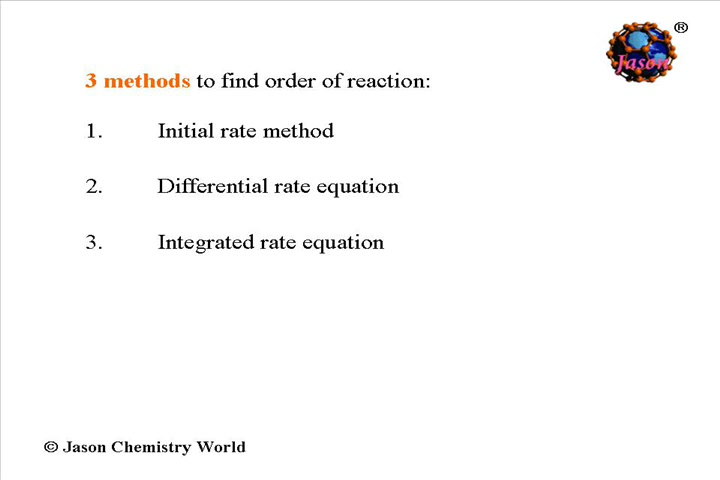 Jason ®
3 methods to find order of reaction:
1. Initial rate method
2. Differential rate equation
3. Integrated rate equation
© Jason Chemistry World